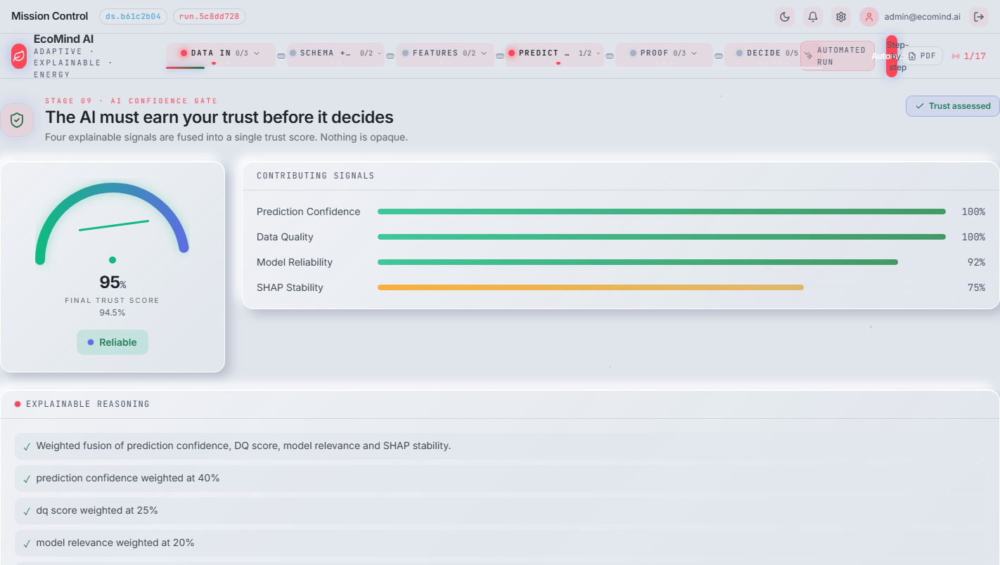 Mission Control
ds.b61c2b04
run.5c8dd728
admin@ecomind.ai
EcoMind AI
ADAPTIVE ·
EXPLAINABLE ·
ENERGY
DATA IN 0/3
SCHEMA +… 0/2
FEATURES 0/2
PREDICT … 1/2
PROOF 0/3
DECIDE 0/5
AUTOMATED
RUN
Step-
by-
step
PDF
1/17
STAGE 09 · AI CONFIDENCE GATE
The AI must earn your trust before it decides
Four explainable signals are fused into a single trust score. Nothing is opaque.
Trust assessed
95%
FINAL TRUST SCORE
94.5%
Reliable
CONTRIBUTING SIGNALS
Prediction Confidence 100%
Data Quality 100%
Model Reliability 92%
SHAP Stability 75%
EXPLAINABLE REASONING
✓ Weighted fusion of prediction confidence, DQ score, model relevance and SHAP stability.
✓ prediction confidence weighted at 40%
✓ dq score weighted at 25%
✓ model relevance weighted at 20%